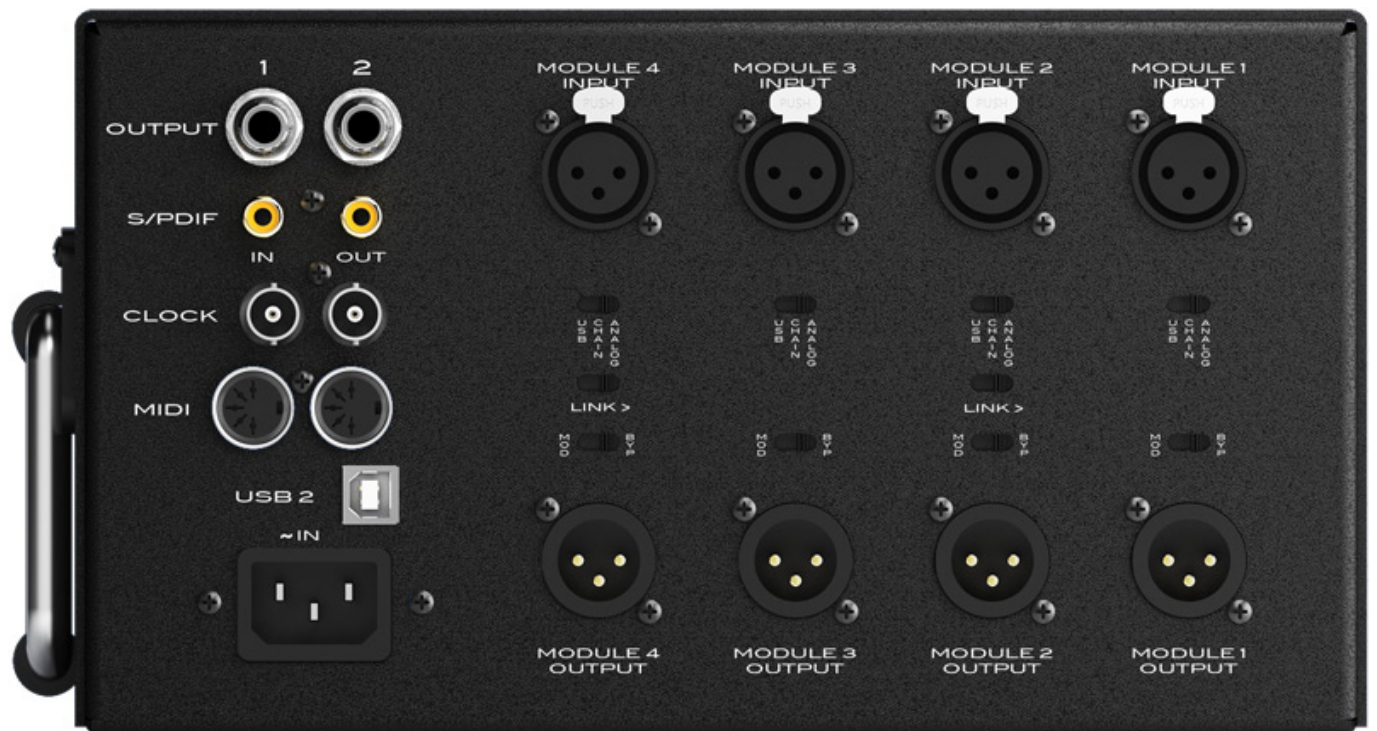 1 2
OUTPUT
S/PDIF
IN OUT
CLOCK
MIDI
USB 2
~IN
MODULE 4
INPUT
PUSH
USB CHAIN ANALOG
LINK >
MOD BYP
MODULE 4
OUTPUT
MODULE 3
INPUT
PUSH
USB CHAIN ANALOG
MOD BYP
MODULE 3
OUTPUT
MODULE 2
INPUT
PUSH
USB CHAIN ANALOG
LINK >
MOD BYP
MODULE 2
OUTPUT
MODULE 1
INPUT
PUSH
USB CHAIN ANALOG
MOD BYP
MODULE 1
OUTPUT